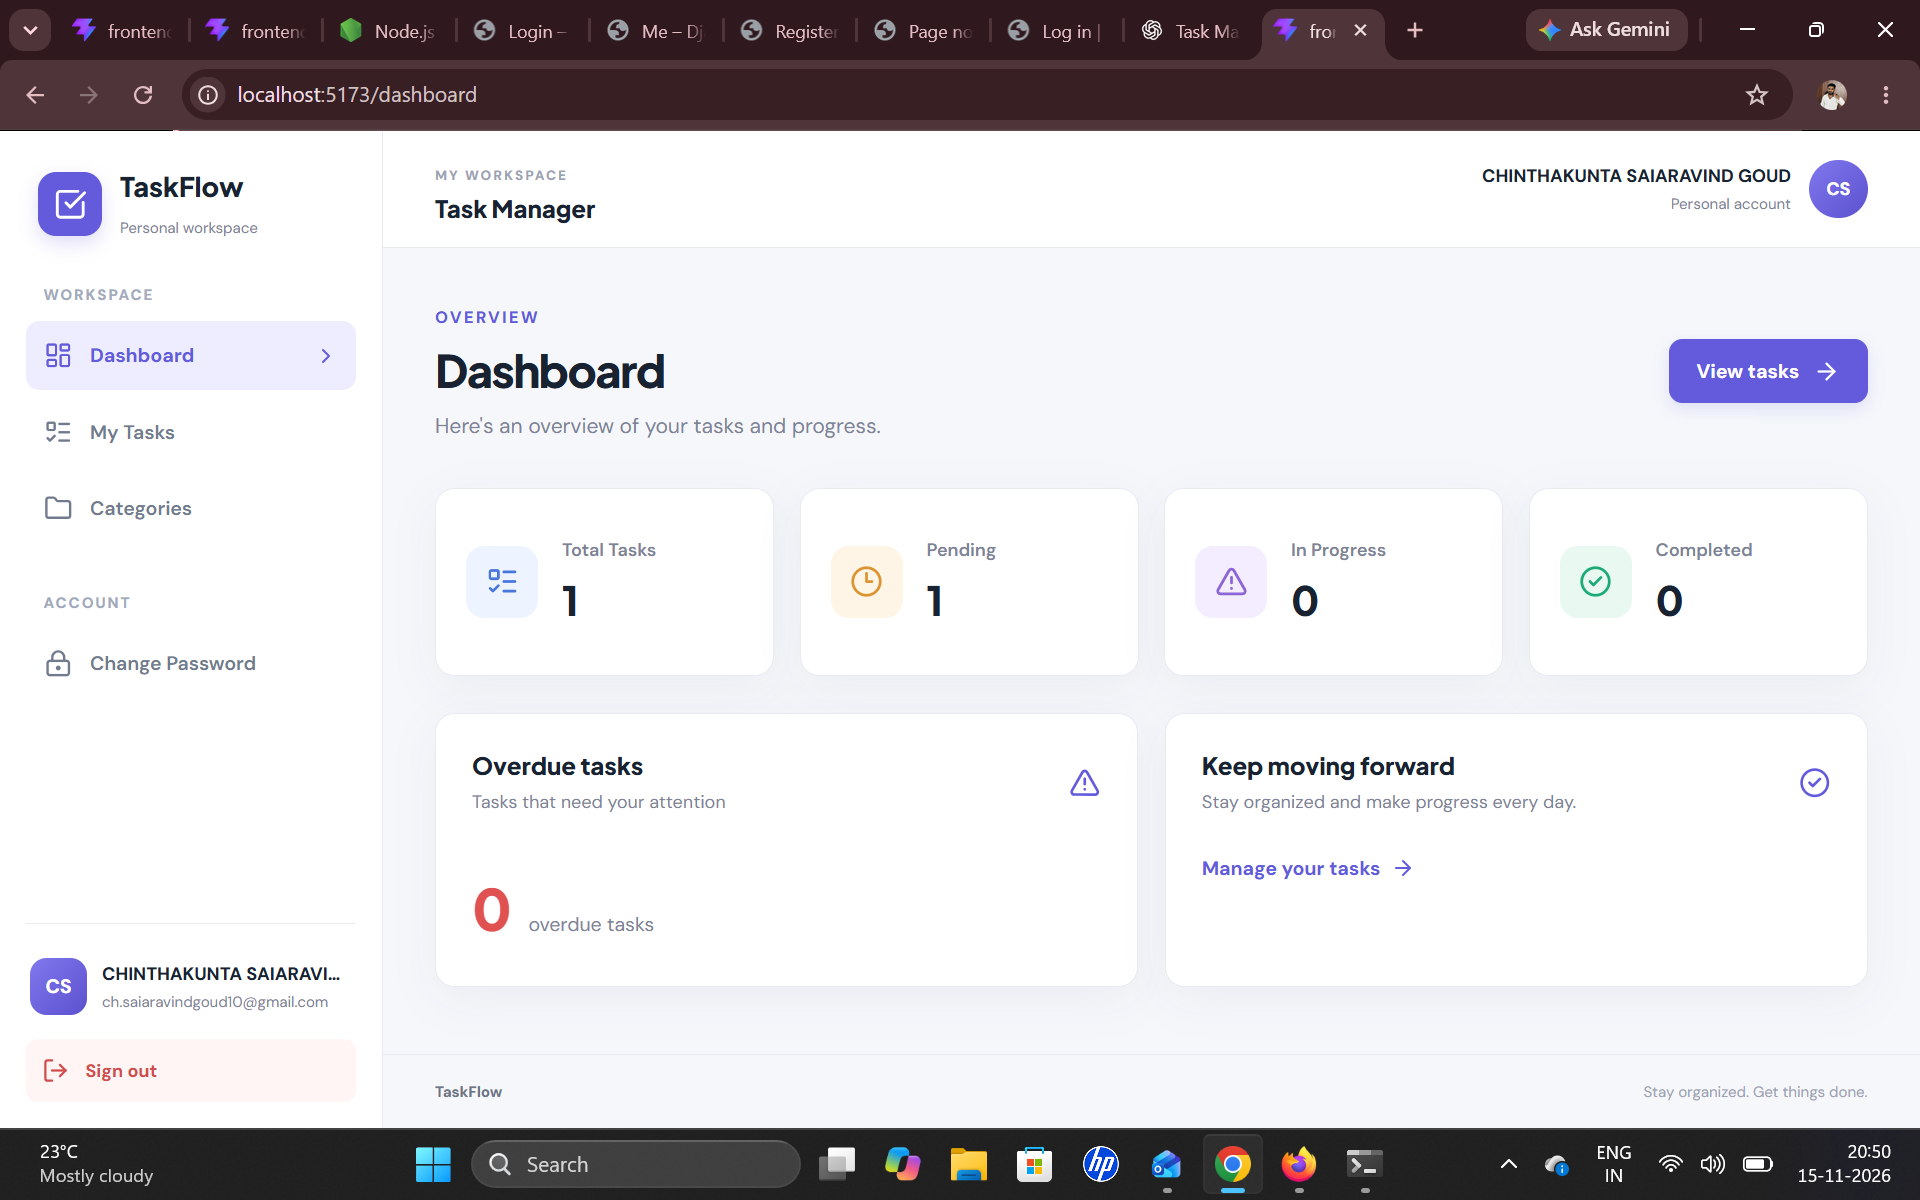 frontend
frontend
Node.js
Login –
Me – Dj
Register
Page no
Log in |
Task Ma
fro
Ask Gemini
localhost:5173/dashboard
TaskFlow
Personal workspace
WORKSPACE
Dashboard
My Tasks
Categories
ACCOUNT
Change Password
CS
CHINTHAKUNTA SAIARAVI...
ch.saiaravindgoud10@gmail.com
Sign out
MY WORKSPACE
Task Manager
CHINTHAKUNTA SAIARAVIND GOUD
Personal account
CS
OVERVIEW
Dashboard
Here's an overview of your tasks and progress.
View tasks
Total Tasks
1
Pending
1
In Progress
0
Completed
0
Overdue tasks
Tasks that need your attention
0 overdue tasks
Keep moving forward
Stay organized and make progress every day.
Manage your tasks
TaskFlow
Stay organized. Get things done.
23°C
Mostly cloudy
Search
hp
ENG
IN
20:50
15-11-2026